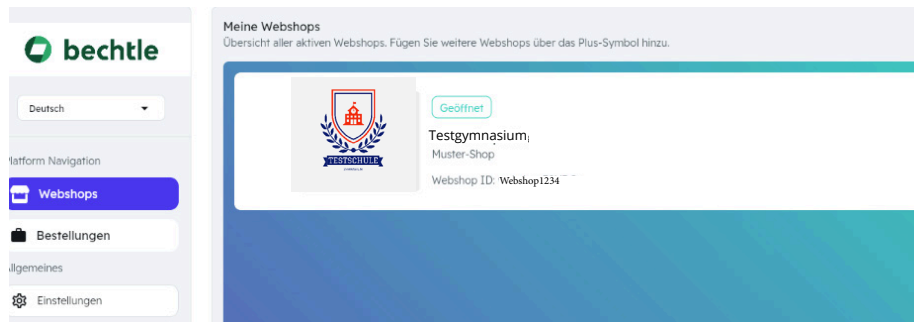 bechtle
Deutsch
Platform Navigation
Webshops
Bestellungen
Allgemeines
Einstellungen
Meine Webshops
Übersicht aller aktiven Webshops. Fügen Sie weitere Webshops über das Plus-Symbol hinzu.
TESTSCHULE
Geöffnet
Testgymnasium
Muster-Shop
Webshop ID: Webshop1234